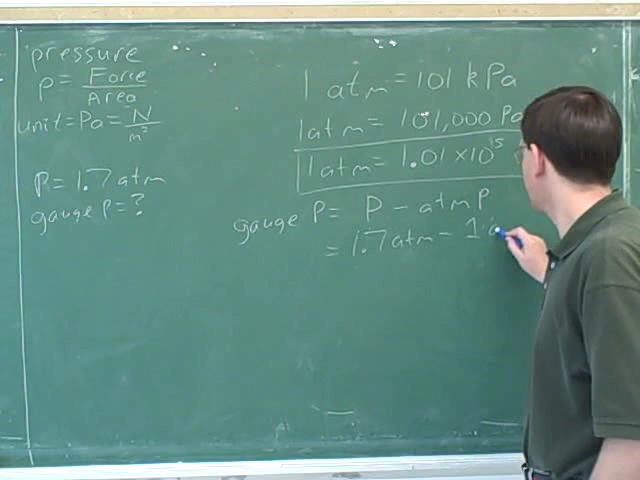 pressure
P = Force
Area
unit = Pa = N
m²
P = 1.7 atm
gauge P = ?
1 atm = 101 kPa
1 atm = 101,000 Pa
1 atm = 1.01 × 10¹⁵
gauge P = P - atm P
= 1.7 atm - 1 a